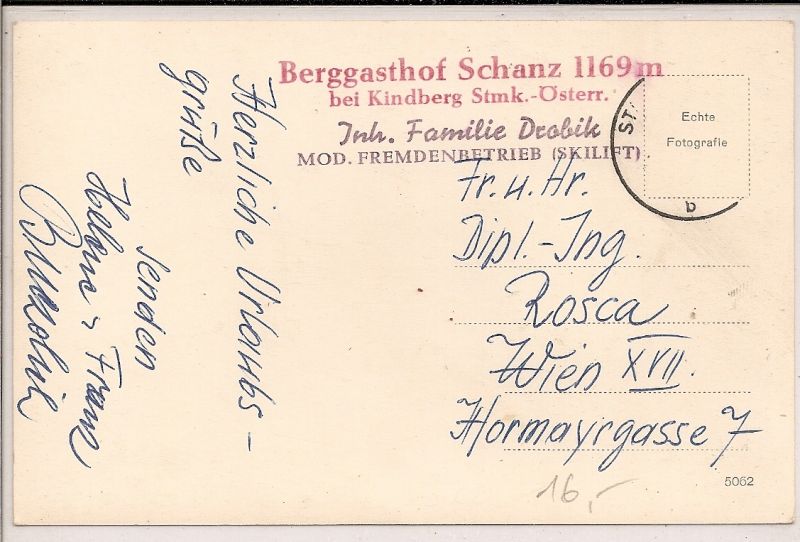 Berggasthof Schanz 1169 m
bei Kindberg Stmk.-Österr.
Inh. Familie Drobik
MOD. FREMDENBETRIEB (SKILIFT)
ST
b
Echte
Fotografie
Herzliche Urlaubs-
grüße
senden
Franz
Fr. u. Hr.
Dipl.-Ing.
Rosca
Wien XVII.
Hormayrgasse 7
5062
16,-